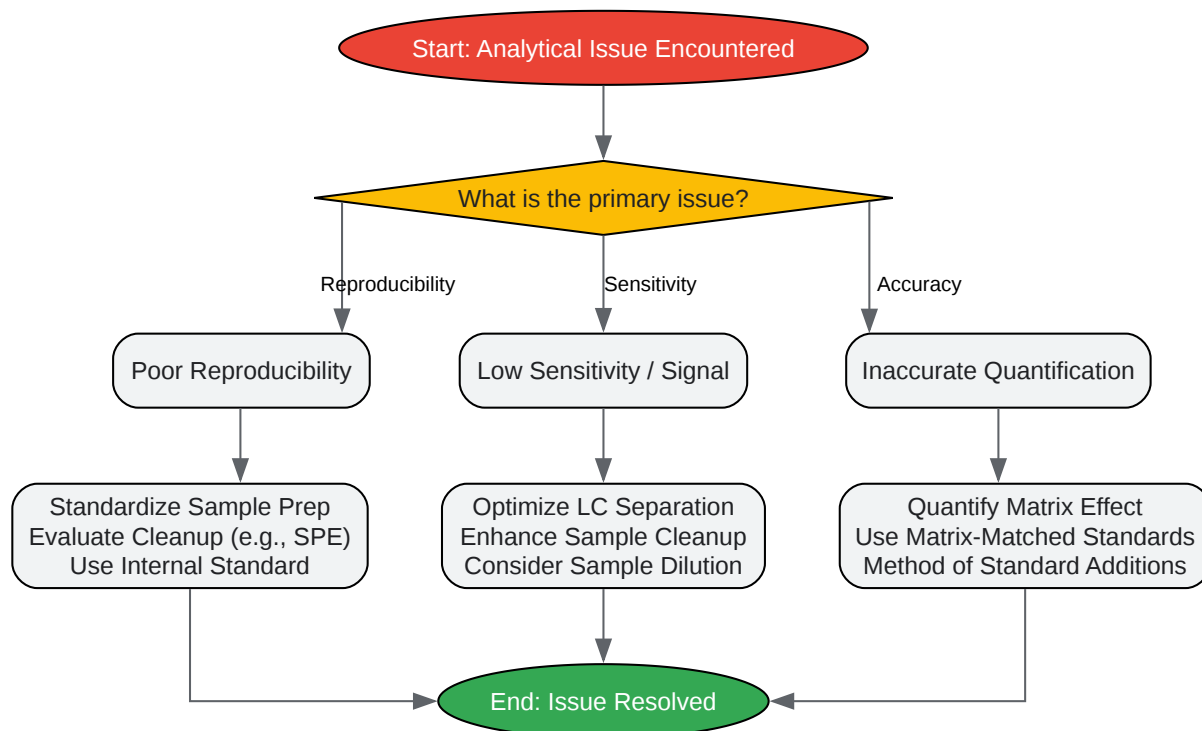 Start: Analytical Issue Encountered
What is the primary issue?
Reproducibility
Sensitivity
Accuracy
Poor Reproducibility
Low Sensitivity / Signal
Inaccurate Quantification
Standardize Sample Prep
Evaluate Cleanup (e.g., SPE)
Use Internal Standard
Optimize LC Separation
Enhance Sample Cleanup
Consider Sample Dilution
Quantify Matrix Effect
Use Matrix-Matched Standards
Method of Standard Additions
End: Issue Resolved